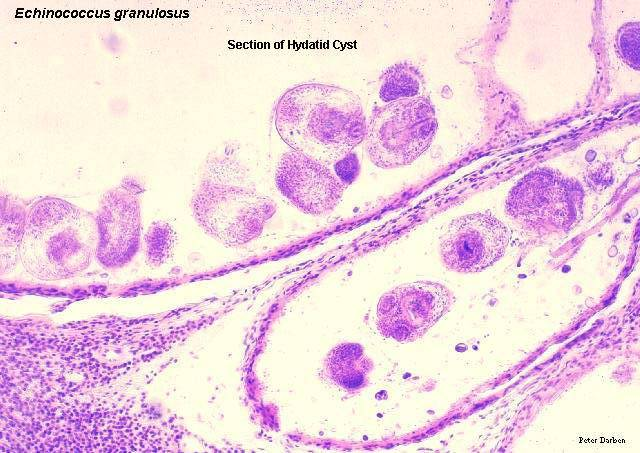 Echinococcus granulosus
Section of Hydatid Cyst
Peter Darben